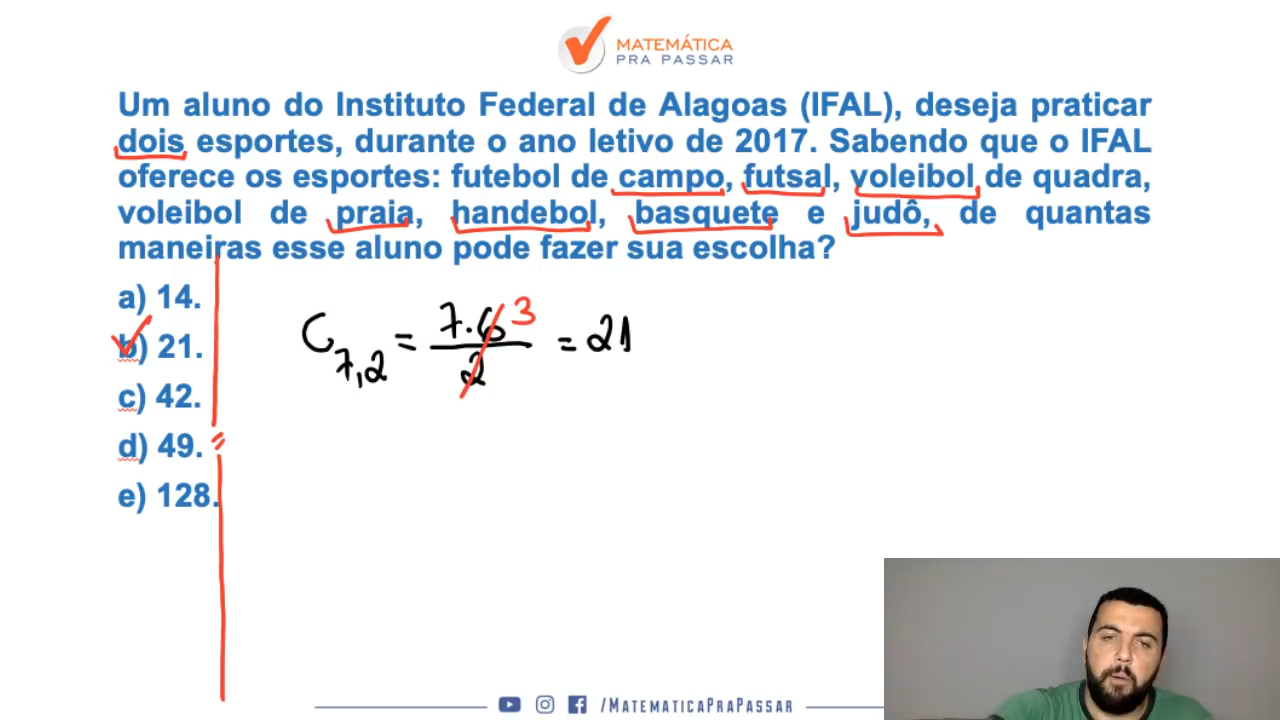 MATEMÁTICA
PRA PASSAR
Um aluno do Instituto Federal de Alagoas (IFAL), deseja praticar
dois esportes, durante o ano letivo de 2017. Sabendo que o IFAL
oferece os esportes: futebol de campo, futsal, voleibol de quadra,
voleibol de praia, handebol, basquete e judô, de quantas
maneiras esse aluno pode fazer sua escolha?
a) 14.
b) 21.
c) 42.
d) 49.
e) 128.
C7,2 = 7.6 3 / 2 = 21
/MATEMATICAPRAPASSAR